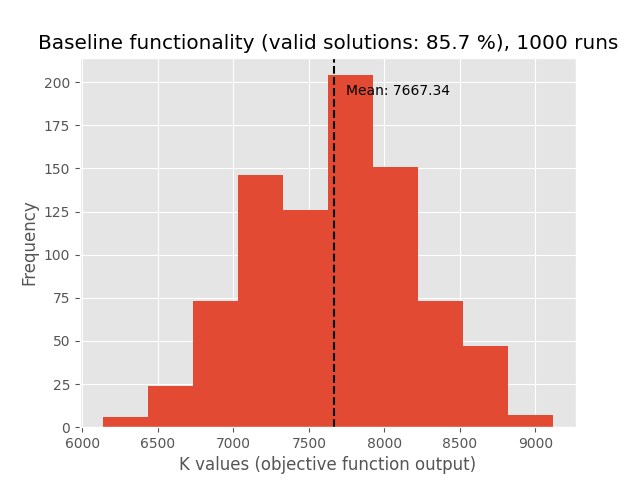 Baseline functionality (valid solutions: 85.7 %), 1000 runs
200
Mean: 7667.34
175
150
125
100
75
50
25
0
Frequency
6000 6500 7000 7500 8000 8500 9000
K values (objective function output)